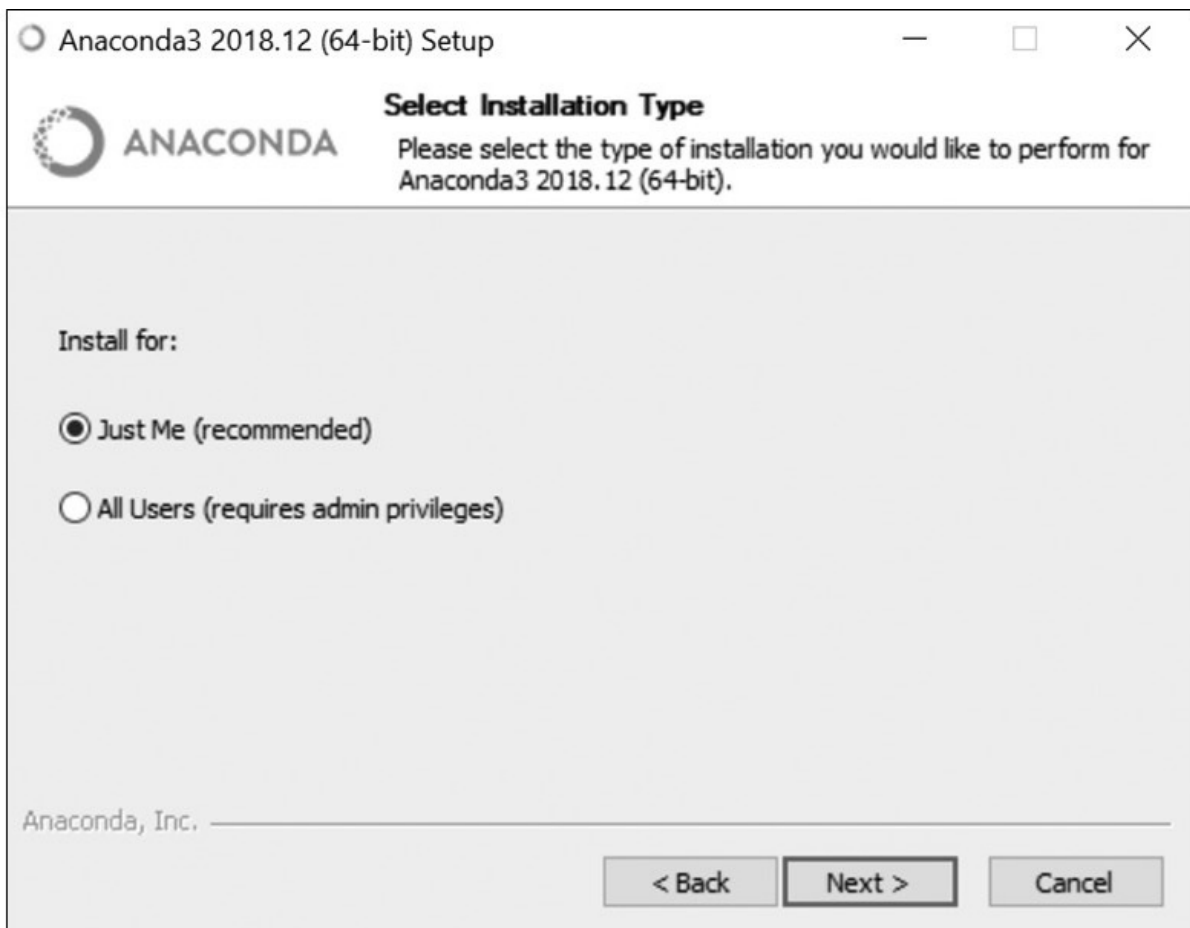 Anaconda3 2018.12 (64-bit) Setup
ANACONDA
Select Installation Type
Please select the type of installation you would like to perform for
Anaconda3 2018.12 (64-bit).
Install for:
Just Me (recommended)
All Users (requires admin privileges)
Anaconda, Inc.
< Back
Next >
Cancel